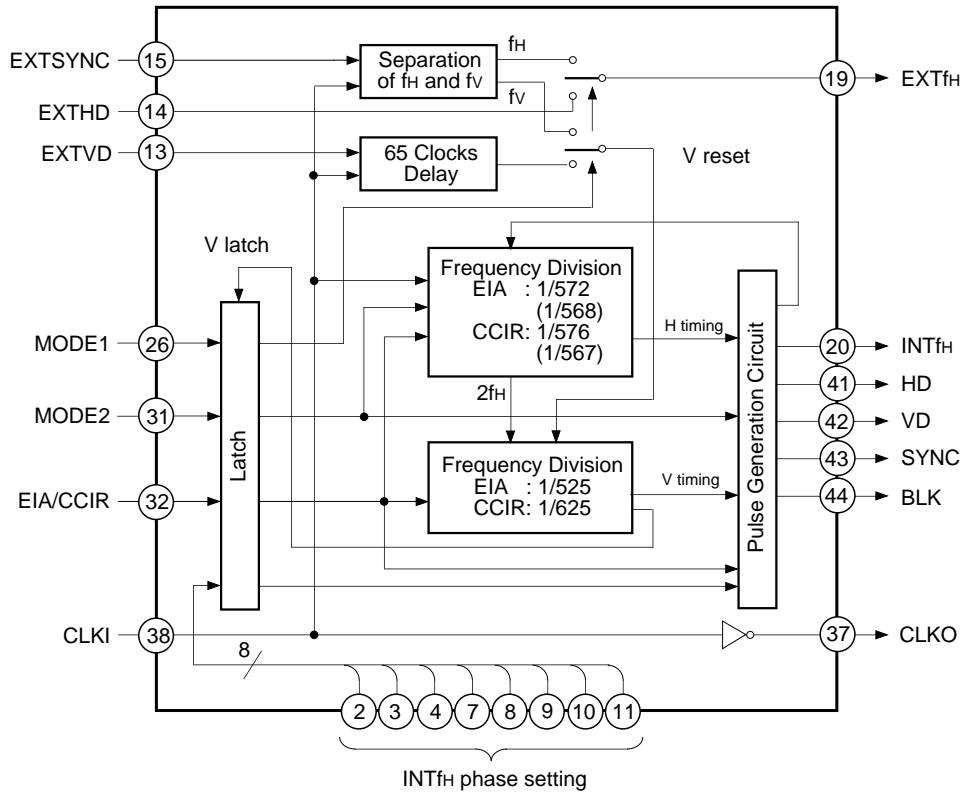 EXTSYNC
15
EXTHD
14
EXTVD
13
Separation
of fH and fV
fH
fV
19
EXTfH
65 Clocks
Delay
V reset
V latch
Frequency Division
EIA : 1/572
(1/568)
CCIR: 1/576
(1/567)
H timing
2fH
MODE1
26
MODE2
31
EIA/CCIR
32
Latch
Frequency Division
EIA : 1/525
CCIR: 1/625
V timing
Pulse Generation Circuit
20
INTfH
41
HD
42
VD
43
SYNC
44
BLK
CLKI
38
37
CLKO
8
2
3
4
7
8
9
10
11
INTfH phase setting